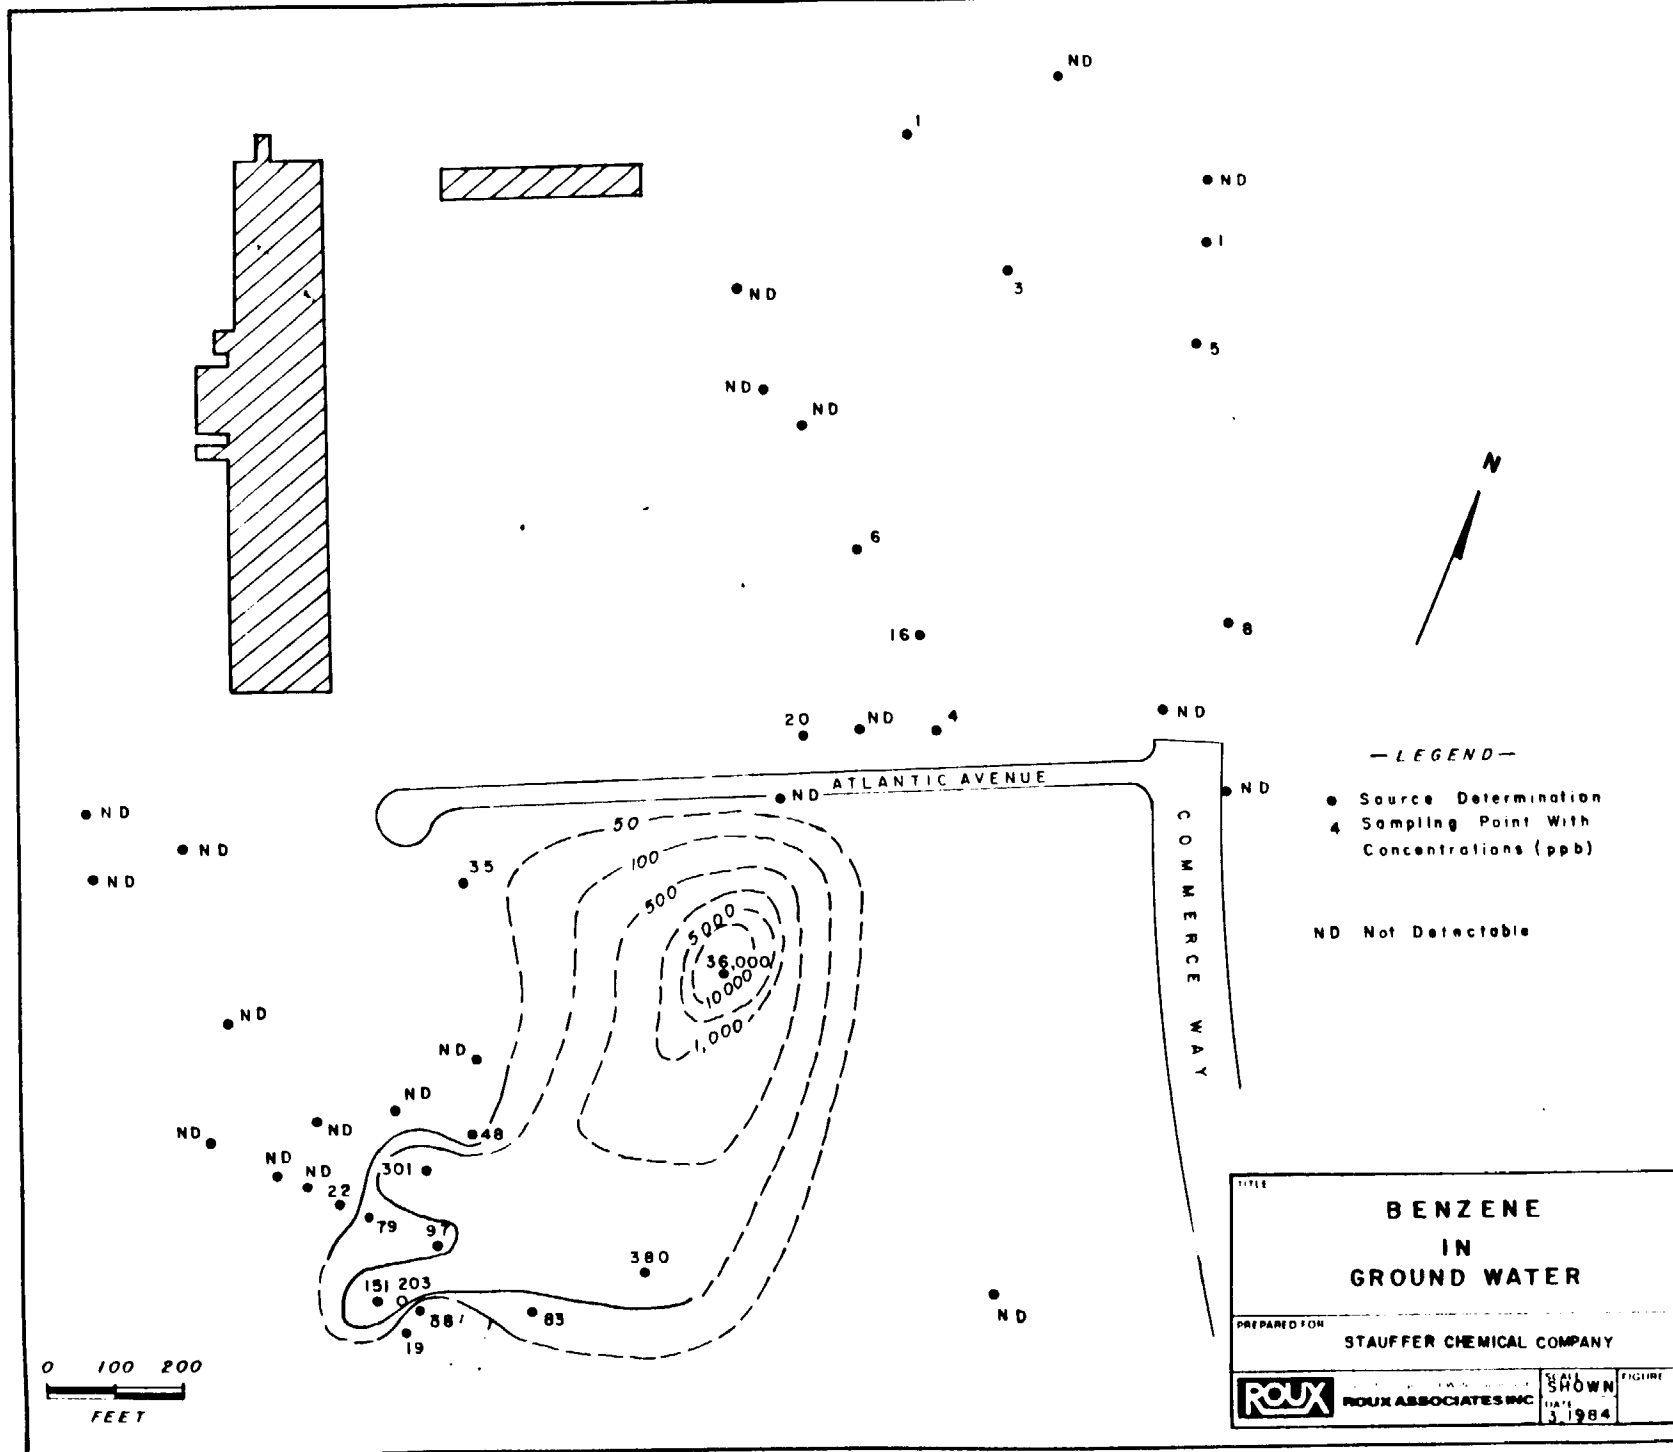 ND
1
ND
1
3
ND
5
ND
ND
N
6
16
8
ND
20
ND
4
ATLANTIC AVENUE
ND
ND
COMMERCE WAY
— LEGEND —
Source Determination
4 Sampling Point With
Concentrations (ppb)
ND Not Detectable
ND
ND
ND
35
50
100
500
5000
36,000
10000
1,000
ND
ND
ND
ND
ND
48
ND
ND
301
22
79
97
151
203
380
83
19
ND
0 100 200
FEET
TITLE
BENZENE
IN
GROUND WATER
PREPARED FOR
STAUFFER CHEMICAL COMPANY
ROUX
ROUX ASSOCIATES INC
SCALE
SHOWN
DATE
3 1984
FIGURE